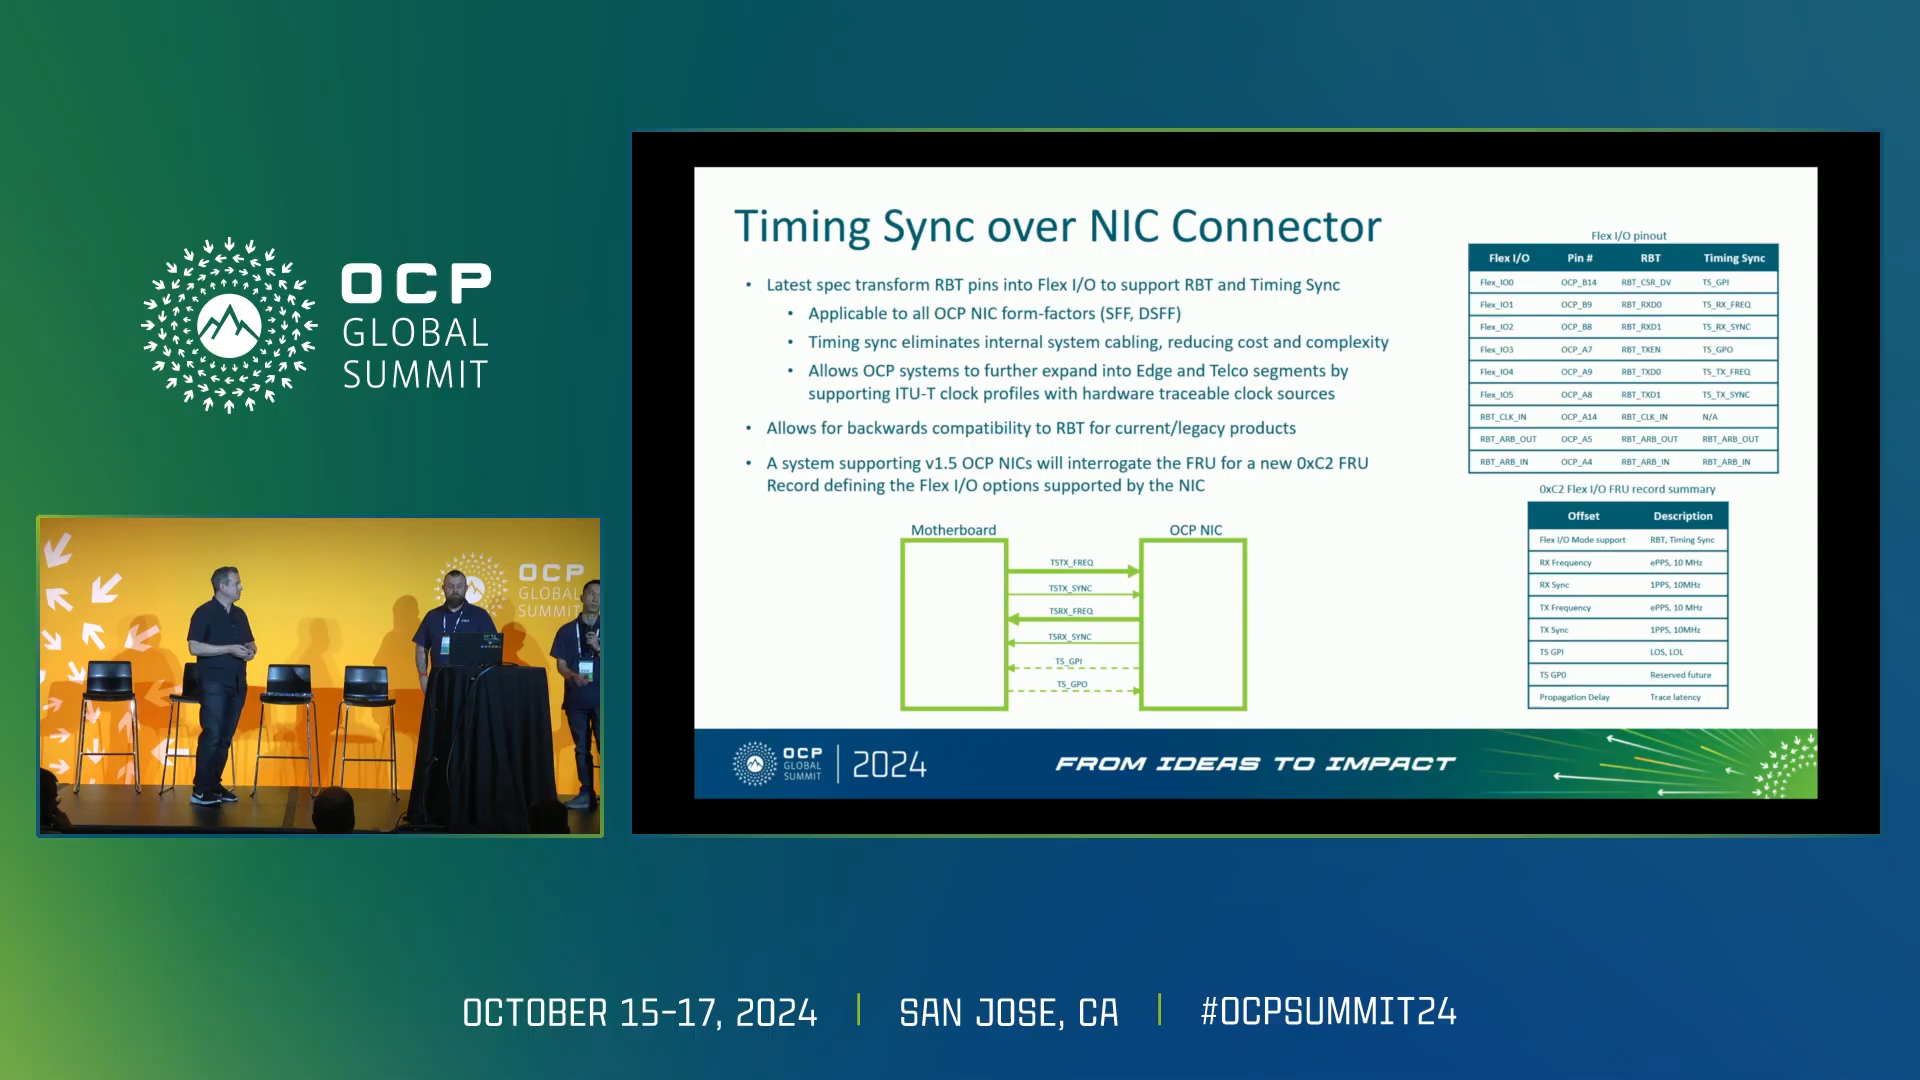 OCP
GLOBAL
SUMMIT
OCP
GLOBAL
SUMMIT
Timing Sync over NIC Connector
• Latest spec transform RBT pins into Flex I/O to support RBT and Timing Sync
• Applicable to all OCP NIC form-factors (SFF, DSFF)
• Timing sync eliminates internal system cabling, reducing cost and complexity
• Allows OCP systems to further expand into Edge and Telco segments by
supporting ITU-T clock profiles with hardware traceable clock sources
• Allows for backwards compatibility to RBT for current/legacy products
• A system supporting v1.5 OCP NICs will interrogate the FRU for a new 0xC2 FRU
Record defining the Flex I/O options supported by the NIC
Motherboard OCP NIC
TSTX_FREQ
TSTX_SYNC
TSRX_FREQ
TSRX_SYNC
TS_GPI
TS_GPO
Flex I/O pinout
Flex I/O Pin # RBT Timing Sync
Flex_IO0 OCP_B14 RBT_CSR_DV TS_GPI
Flex_IO1 OCP_B9 RBT_RXD0 TS_RX_FREQ
Flex_IO2 OCP_B8 RBT_RXD1 TS_RX_SYNC
Flex_IO3 OCP_A7 RBT_TXEN TS_GPO
Flex_IO4 OCP_A9 RBT_TXD0 TS_TX_FREQ
Flex_IO5 OCP_A8 RBT_TXD1 TS_TX_SYNC
RBT_CLK_IN OCP_A14 RBT_CLK_IN N/A
RBT_ARB_OUT OCP_A5 RBT_ARB_OUT RBT_ARB_OUT
RBT_ARB_IN OCP_A4 RBT_ARB_IN RBT_ARB_IN
0xC2 Flex I/O FRU record summary
Offset Description
Flex I/O Mode support RBT, Timing Sync
RX Frequency ePPS, 10 MHz
RX Sync 1PPS, 10MHz
TX Frequency ePPS, 10 MHz
TX Sync 1PPS, 10MHz
TS GPI LOS, LOL
TS GPO Reserved future
Propagation Delay Trace latency
OCP
GLOBAL
SUMMIT
2024
FROM IDEAS TO IMPACT
OCTOBER 15-17, 2024 | SAN JOSE, CA | #OCPSUMMIT24